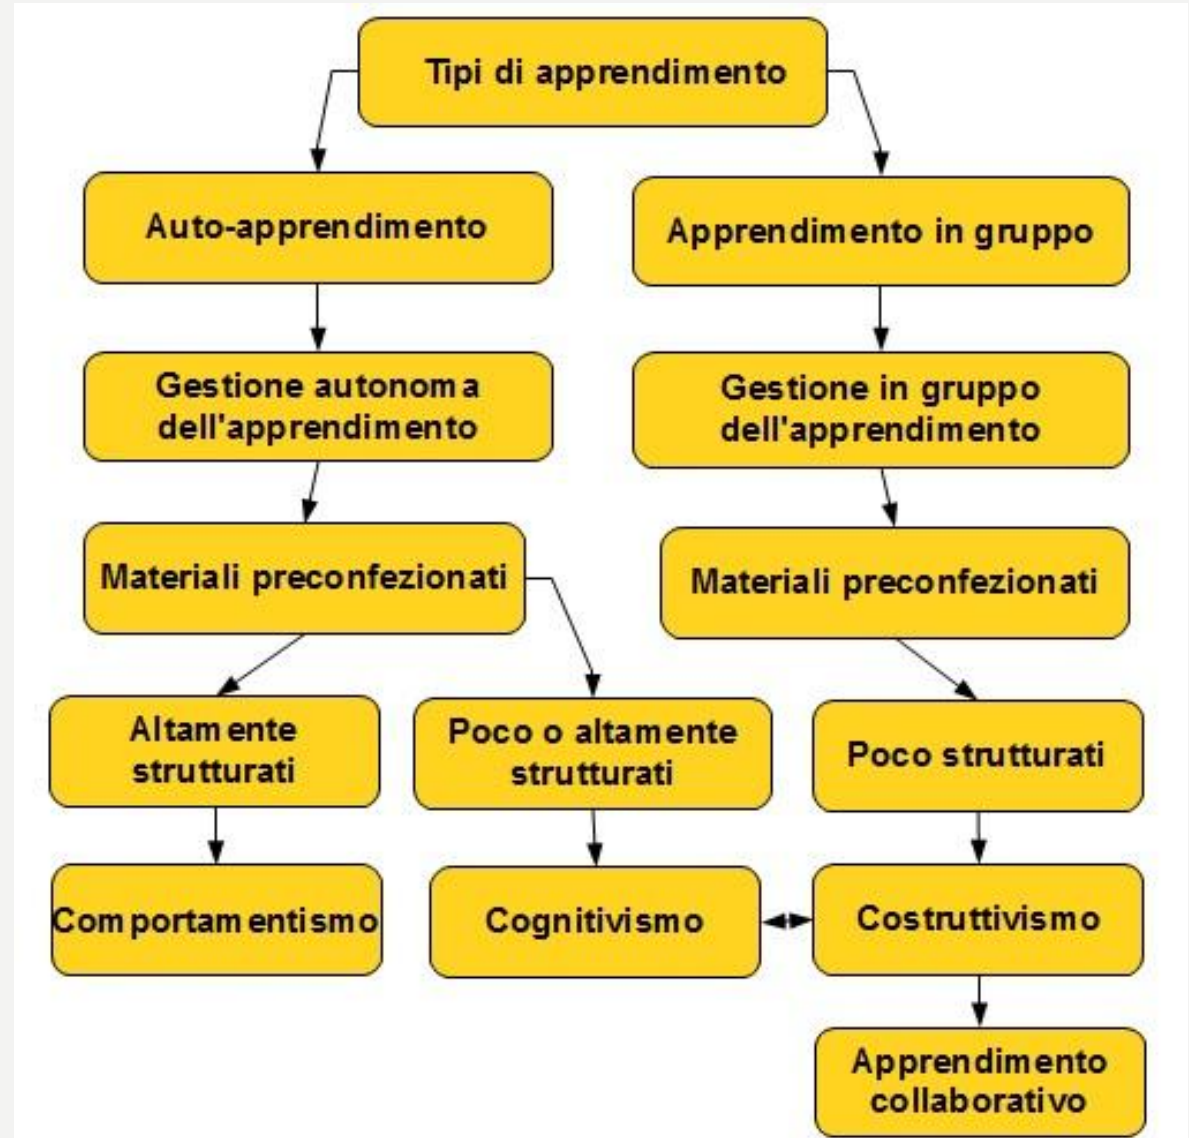 Tipi di apprendimento
Auto-apprendimento
Apprendimento in gruppo
Gestione autonoma
dell'apprendimento
Gestione in gruppo
dell'apprendimento
Materiali preconfezionati
Materiali preconfezionati
Altamente
strutturati
Poco o altamente
strutturati
Poco strutturati
Comportamentismo
Cognitivismo
Costruttivismo
Apprendimento
collaborativo